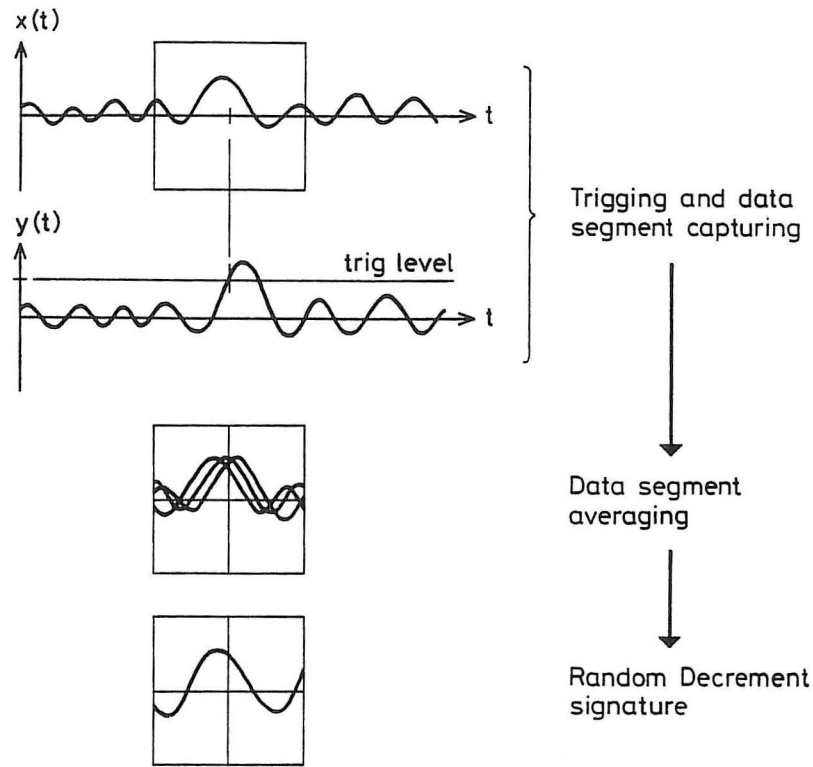 x(t)
t
y(t)
trig level
t
Trigging and data
segment capturing
Data segment
averaging
Random Decrement
signature